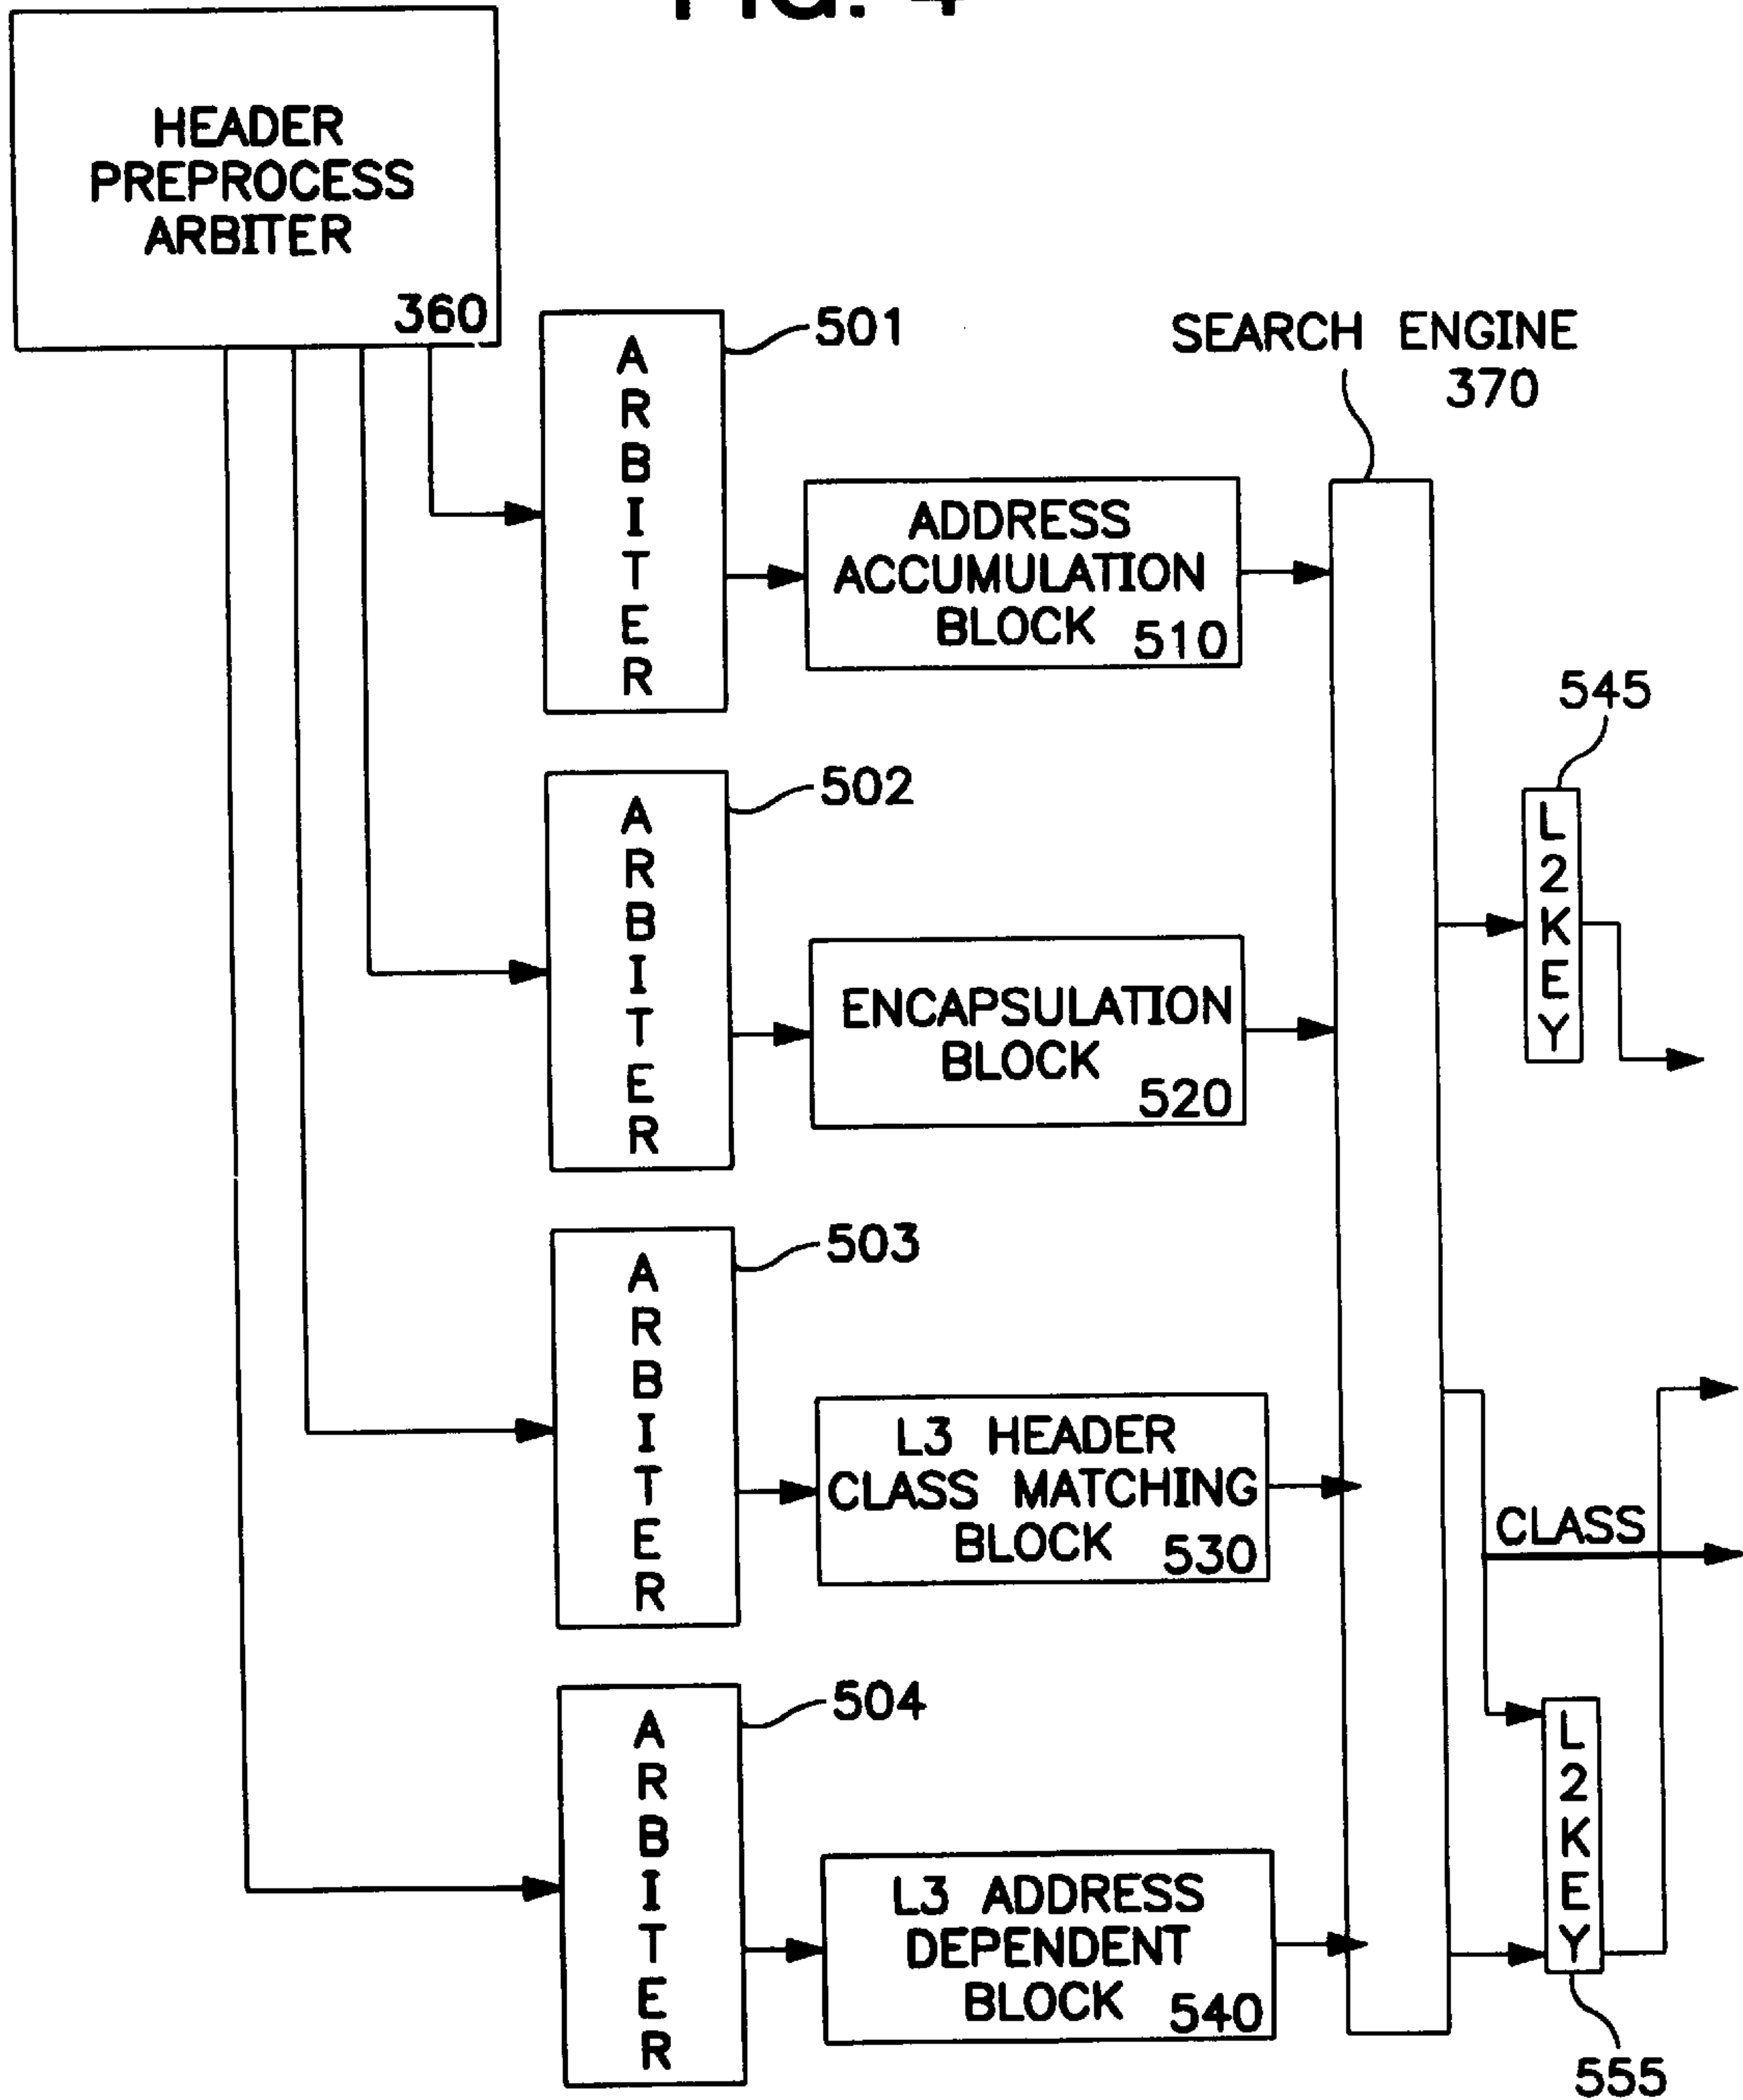 FIG. 4
HEADER
PREPROCESS
ARBITER
360
ARBITER
501
SEARCH ENGINE
370
ADDRESS
ACCUMULATION
BLOCK 510
545
L2KEY
ARBITER
502
ENCAPSULATION
BLOCK
520
ARBITER
503
L3 HEADER
CLASS MATCHING
BLOCK 530
CLASS
ARBITER
504
L3 ADDRESS
DEPENDENT
BLOCK 540
L2KEY
555